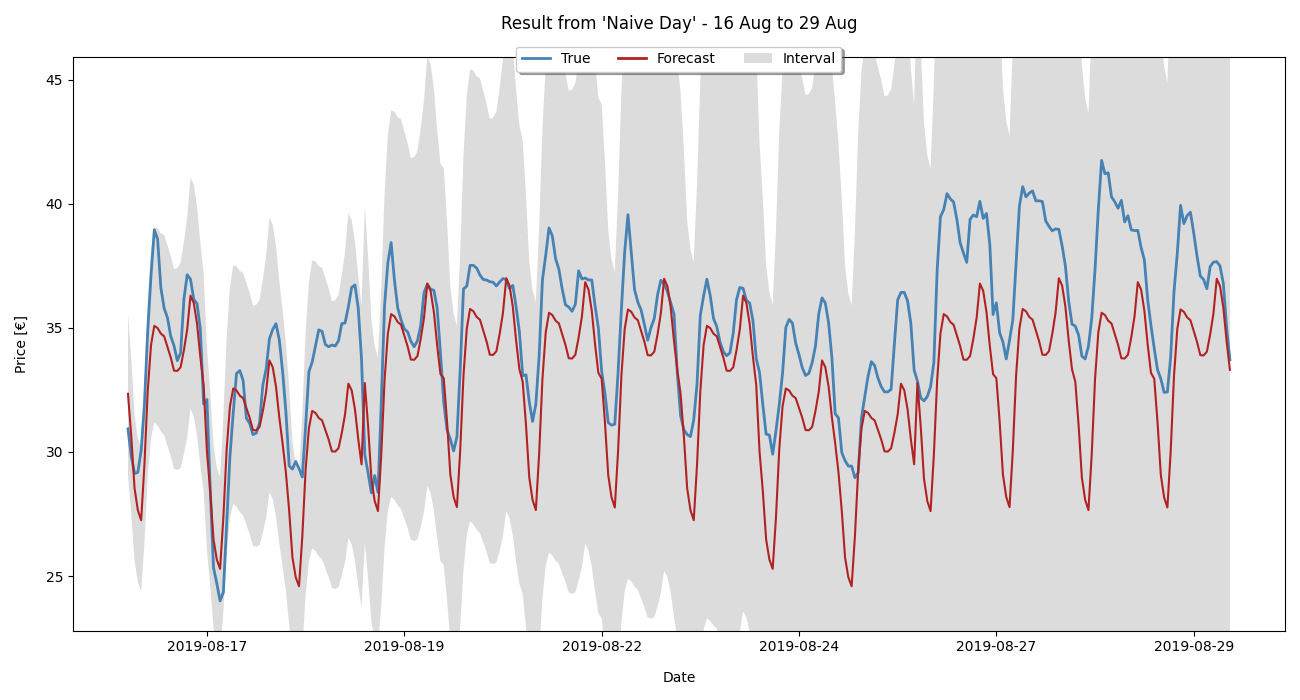 Result from 'Naive Day' - 16 Aug to 29 Aug
True Forecast Interval
45
40
35
30
25
Price [€]
2019-08-17 2019-08-19 2019-08-22 2019-08-24 2019-08-27 2019-08-29
Date